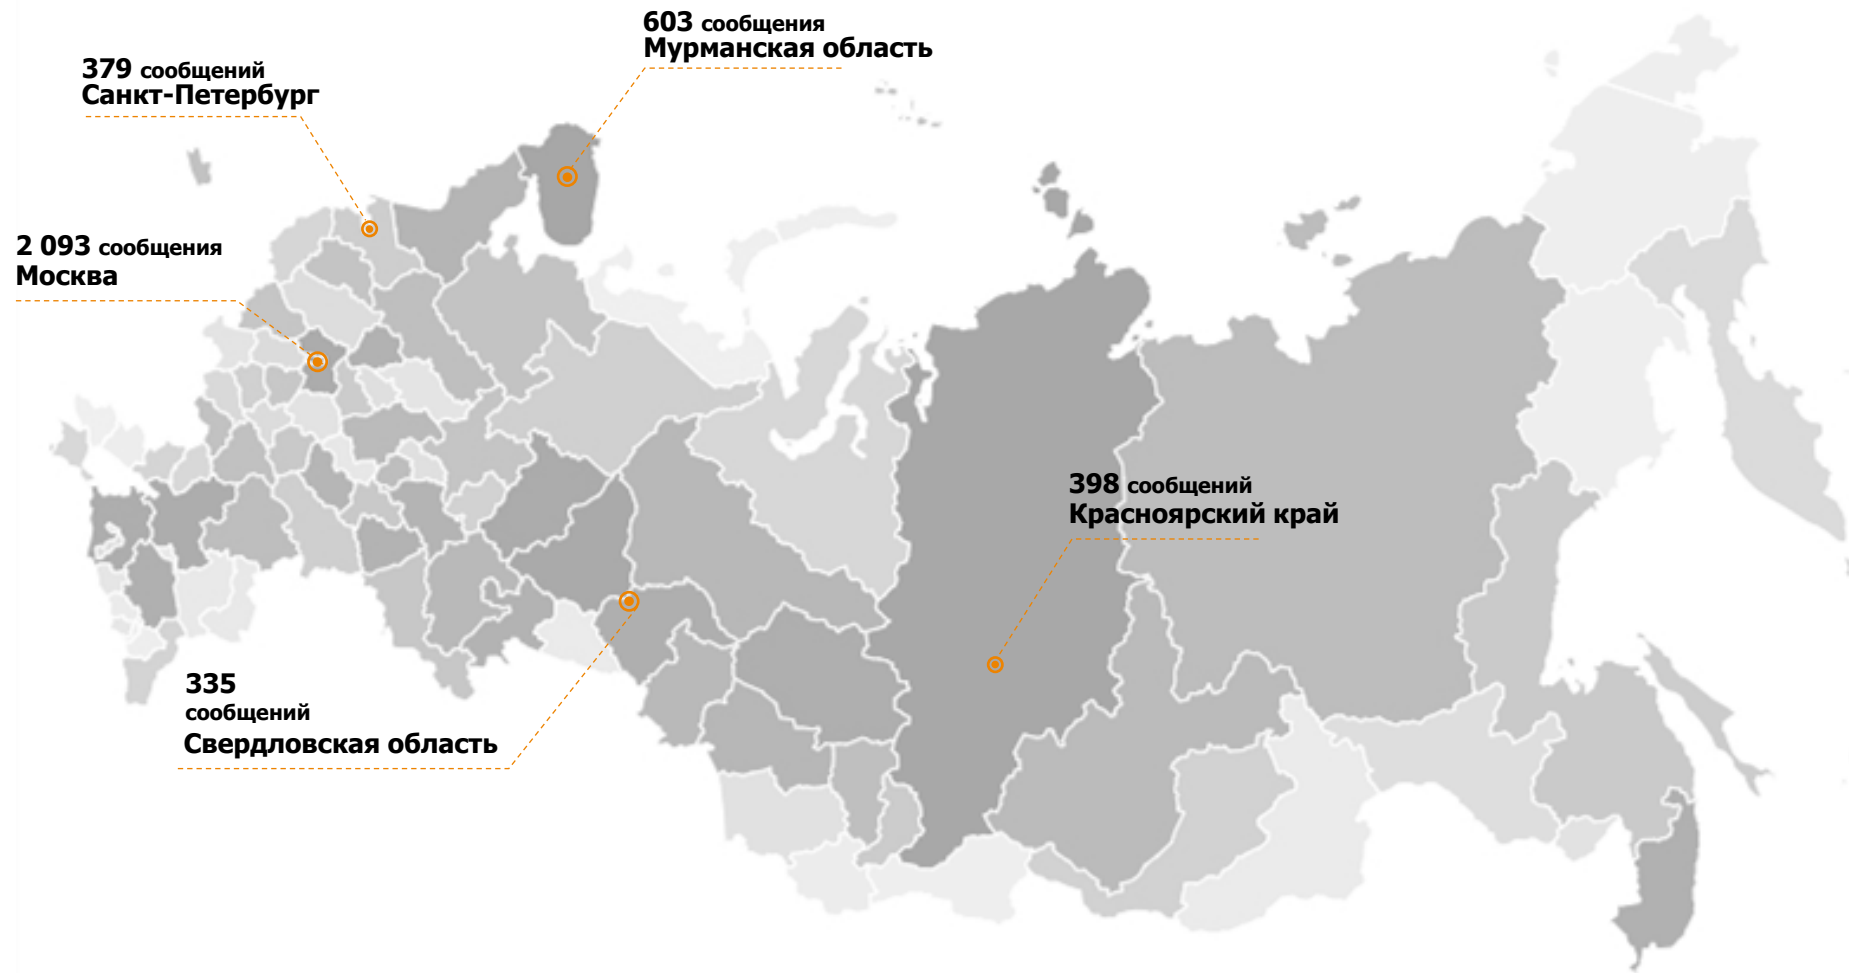 603 сообщения
Мурманская область
379 сообщений
Санкт-Петербург
2 093 сообщения
Москва
398 сообщений
Красноярский край
335
сообщений
Свердловская область